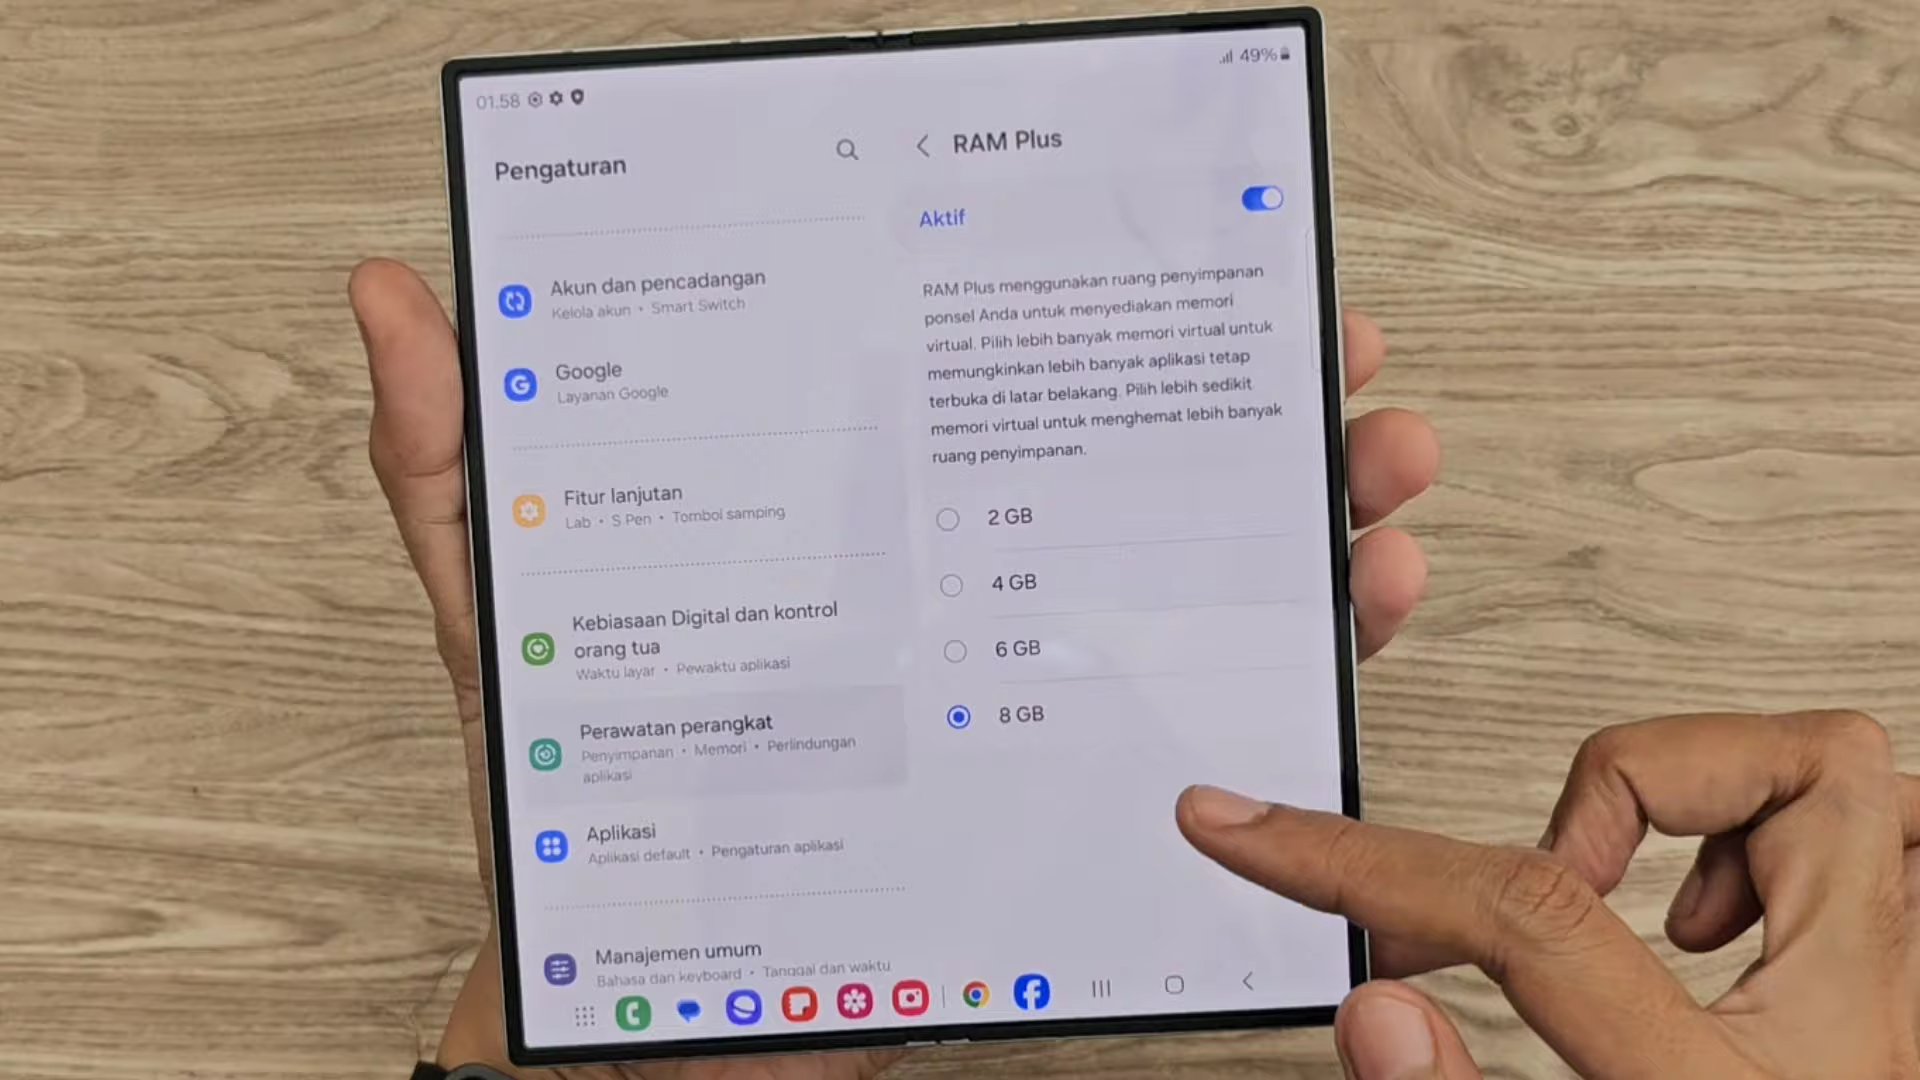 01.58
49%
Pengaturan
Akun dan pencadangan
Kelola akun • Smart Switch
Google
Layanan Google
Fitur lanjutan
Lab • S Pen • Tombol samping
Kebiasaan Digital dan kontrol
orang tua
Waktu layar • Pewaktu aplikasi
Perawatan perangkat
Penyimpanan • Memori • Perlindungan
aplikasi
Aplikasi
Aplikasi default • Pengaturan aplikasi
Manajemen umum
Bahasa dan keyboard • Tanggal dan waktu
RAM Plus
Aktif
RAM Plus menggunakan ruang penyimpanan
ponsel Anda untuk menyediakan memori
virtual. Pilih lebih banyak memori virtual untuk
memungkinkan lebih banyak aplikasi tetap
terbuka di latar belakang. Pilih lebih sedikit
memori virtual untuk menghemat lebih banyak
ruang penyimpanan.
2 GB
4 GB
6 GB
8 GB